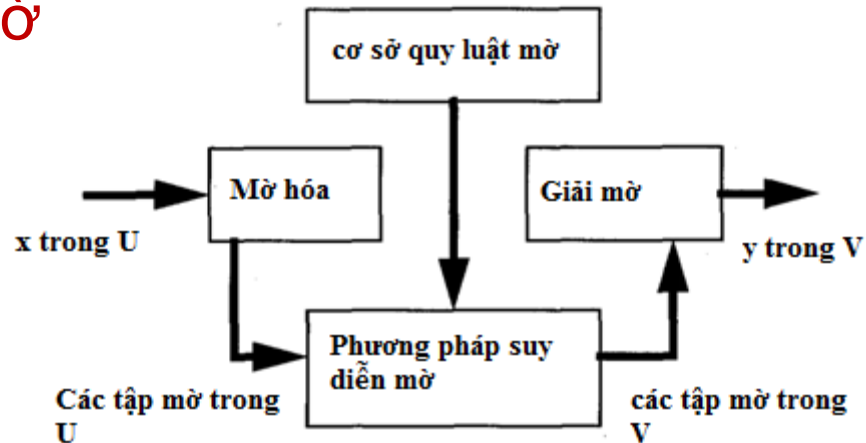 ờ
cơ sở quy luật mờ
Mờ hóa
Giải mờ
x trong U
y trong V
Phương pháp suy
diễn mờ
Các tập mờ trong
U
các tập mờ trong
V